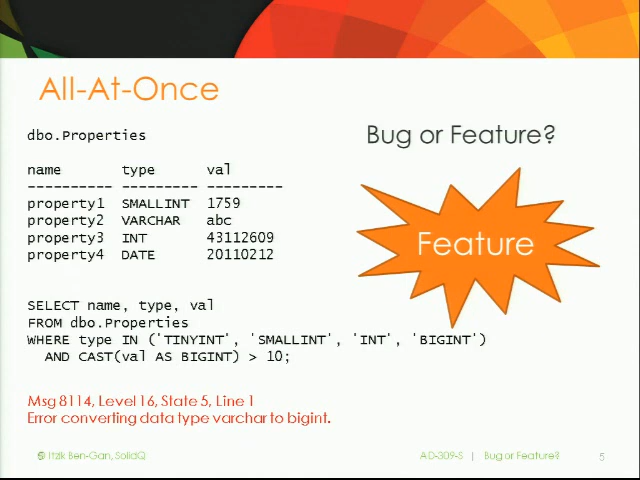 All-At-Once
dbo.Properties
Bug or Feature?
name type val
---------- --------- ---------
property1 SMALLINT 1759
property2 VARCHAR abc
property3 INT 43112609
property4 DATE 20110212
Feature
SELECT name, type, val
FROM dbo.Properties
WHERE type IN ('TINYINT', 'SMALLINT', 'INT', 'BIGINT')
AND CAST(val AS BIGINT) > 10;
Msg 8114, Level 16, State 5, Line 1
Error converting data type varchar to bigint.
© Itzik Ben-Gan, SolidQ
AD-309-S | Bug or Feature?
5